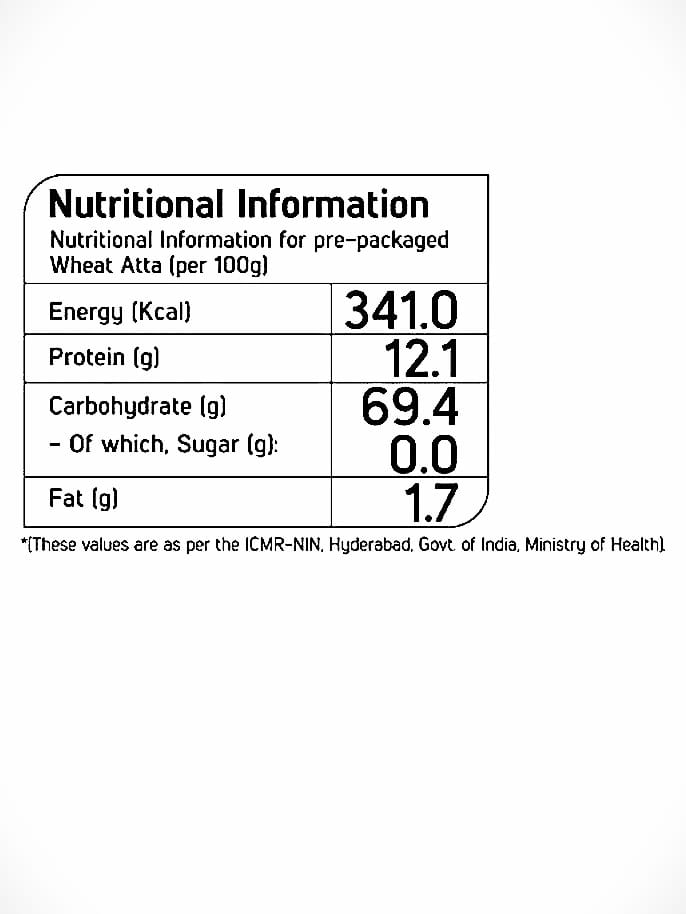 Nutritional Information
Nutritional Information for pre-packaged
Wheat Atta (per 100g)
Energy (Kcal) 341.0
Protein (g) 12.1
Carbohydrate (g) 69.4
- Of which, Sugar (g): 0.0
Fat (g) 1.7
*(These values are as per the ICMR-NIN, Hyderabad, Govt. of India, Ministry of Health).